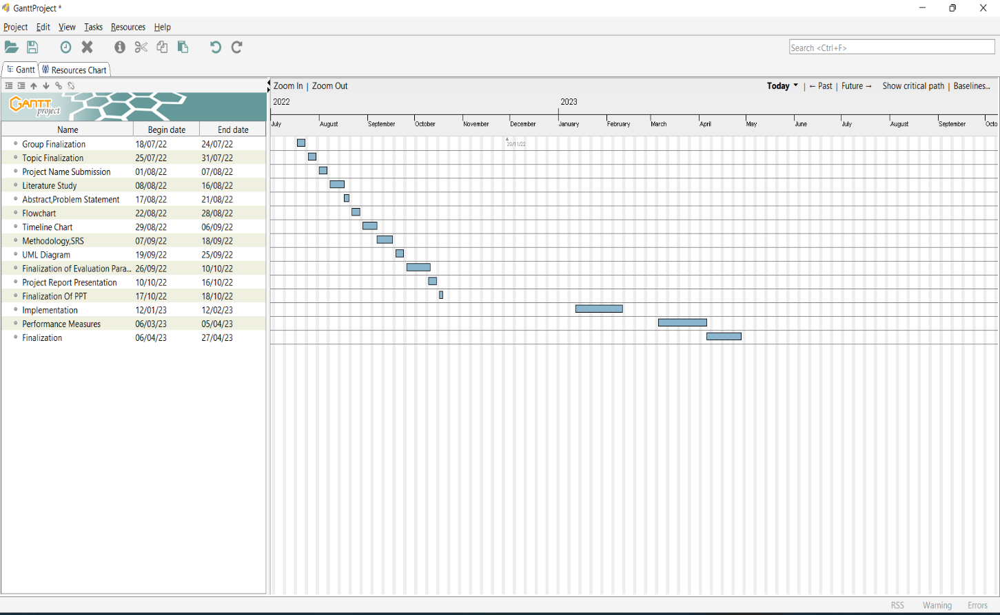 GanttProject *
Project Edit View Tasks Resources Help
Search <Ctrl+F>
Gantt Resources Chart
Zoom In | Zoom Out Today | ← Past | Future → Show critical path | Baselines...
GANTT project
2022 2023
July August September October November December January February March April May June July August September Octo
Name Begin date End date
Group Finalization 18/07/22 24/07/22
29/11/22
Topic Finalization 25/07/22 31/07/22
Project Name Submission 01/08/22 07/08/22
Literature Study 08/08/22 16/08/22
Abstract,Problem Statement 17/08/22 21/08/22
Flowchart 22/08/22 28/08/22
Timeline Chart 29/08/22 06/09/22
Methodology,SRS 07/09/22 18/09/22
UML Diagram 19/09/22 25/09/22
Finalization of Evaluation Para... 26/09/22 10/10/22
Project Report Presentation 10/10/22 16/10/22
Finalization Of PPT 17/10/22 18/10/22
Implementation 12/01/23 12/02/23
Performance Measures 06/03/23 05/04/23
Finalization 06/04/23 27/04/23
RSS Warning Errors